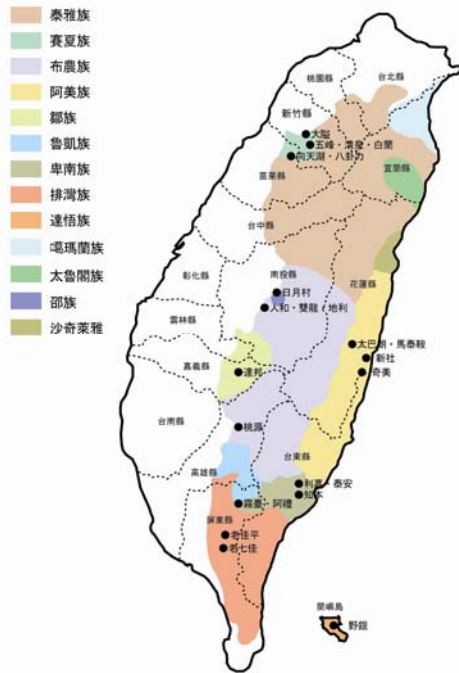 泰雅族
賽夏族
布農族
阿美族
鄒族
魯凱族
卑南族
排灣族
達悟族
噶瑪蘭族
太魯閣族
邵族
沙奇萊雅
台北縣
桃園縣
新竹縣
大隘
五峰・清泉・白蘭
向天湖・八卦力
宜蘭縣
苗栗縣
台中縣
彰化縣
南投縣
花蓮縣
日月村
人和・雙龍・地利
雲林縣
太巴塱・馬泰鞍
新社
奇美
嘉義縣
達邦
台南縣
桃源
台東縣
高雄縣
利嘉・泰安
知本
霧臺・阿禮
屏東縣
老佳平
老七佳
蘭嶼島
野銀